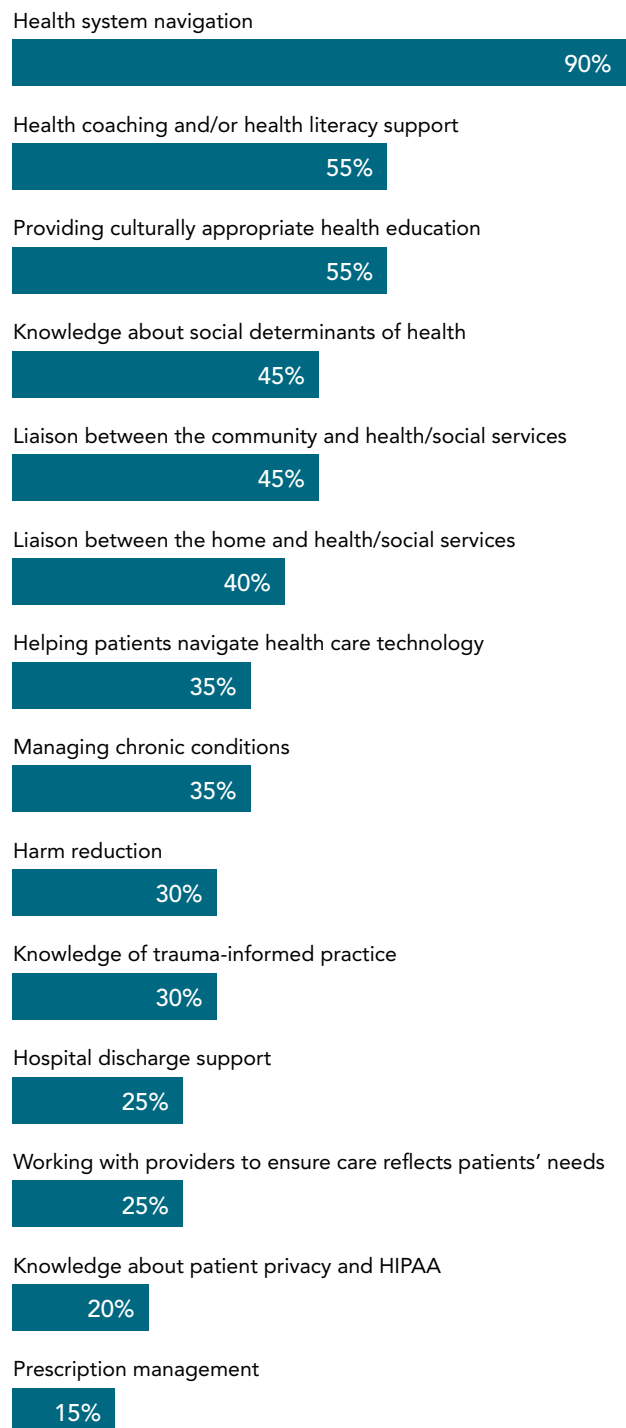 Health system navigation
90%
Health coaching and/or health literacy support
55%
Providing culturally appropriate health education
55%
Knowledge about social determinants of health
45%
Liaison between the community and health/social services
45%
Liaison between the home and health/social services
40%
Helping patients navigate health care technology
35%
Managing chronic conditions
35%
Harm reduction
30%
Knowledge of trauma-informed practice
30%
Hospital discharge support
25%
Working with providers to ensure care reflects patients’ needs
25%
Knowledge about patient privacy and HIPAA
20%
Prescription management
15%